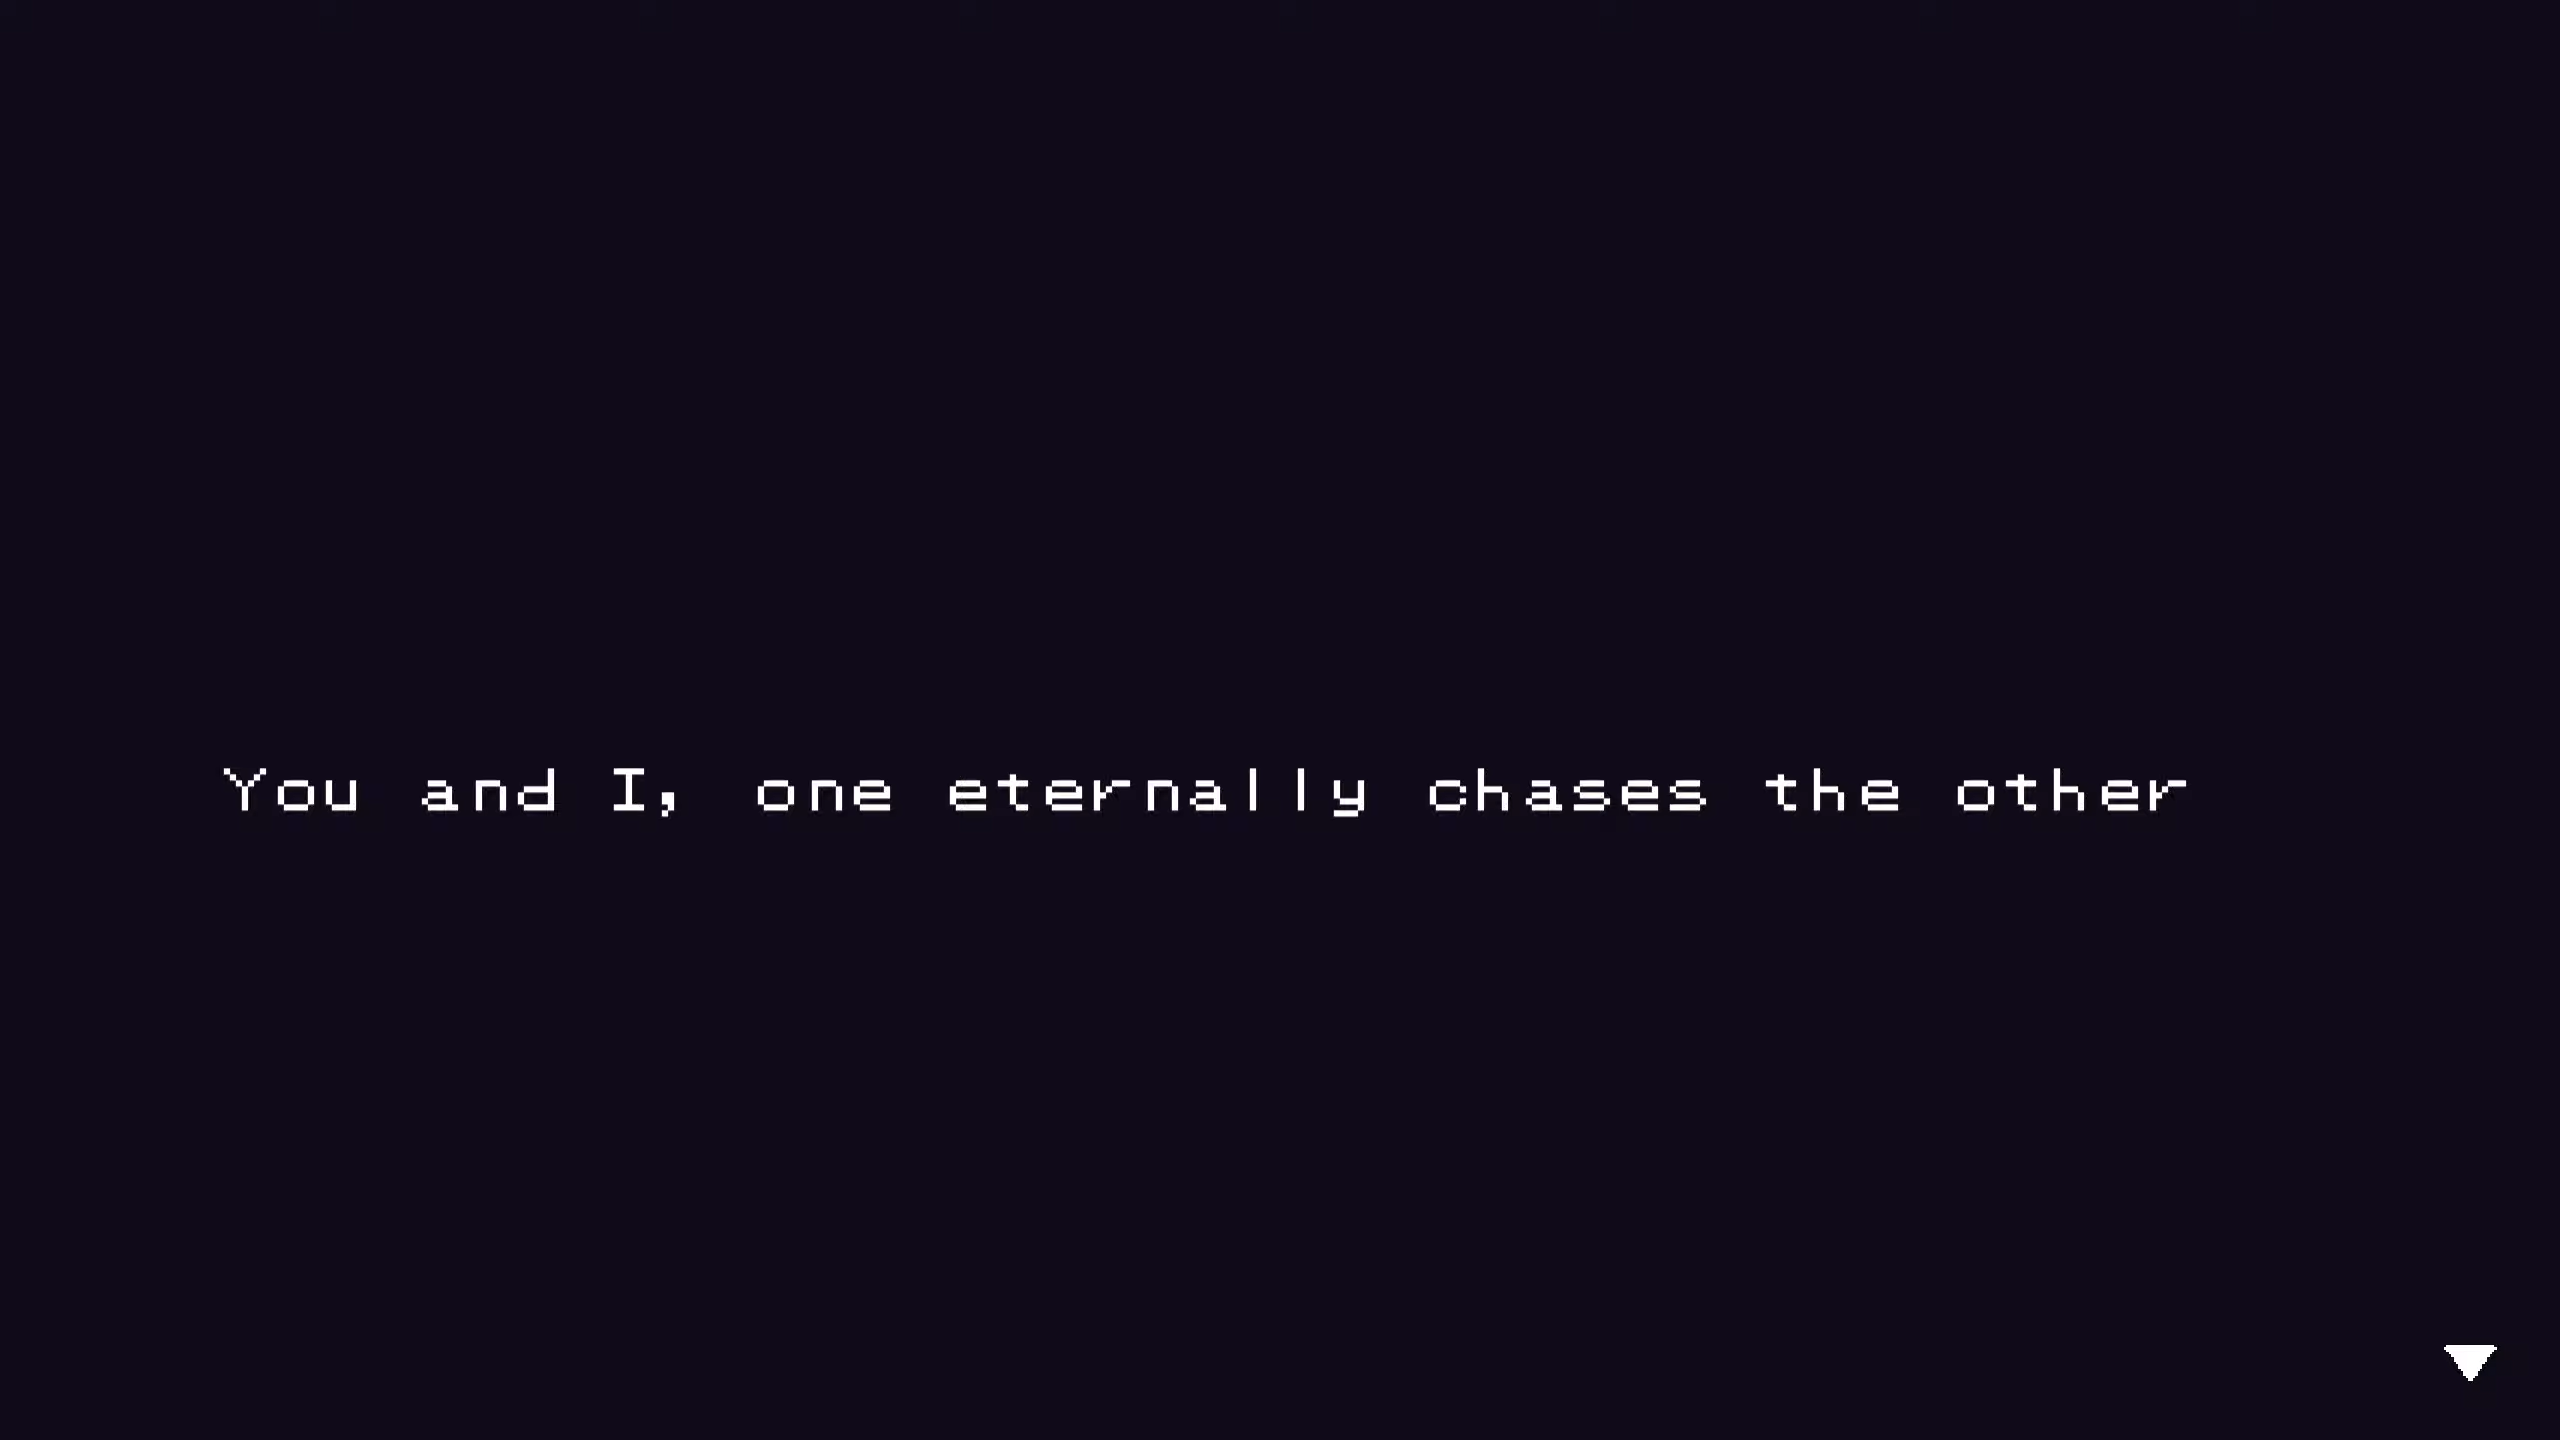 You and I, one eternally chases the other